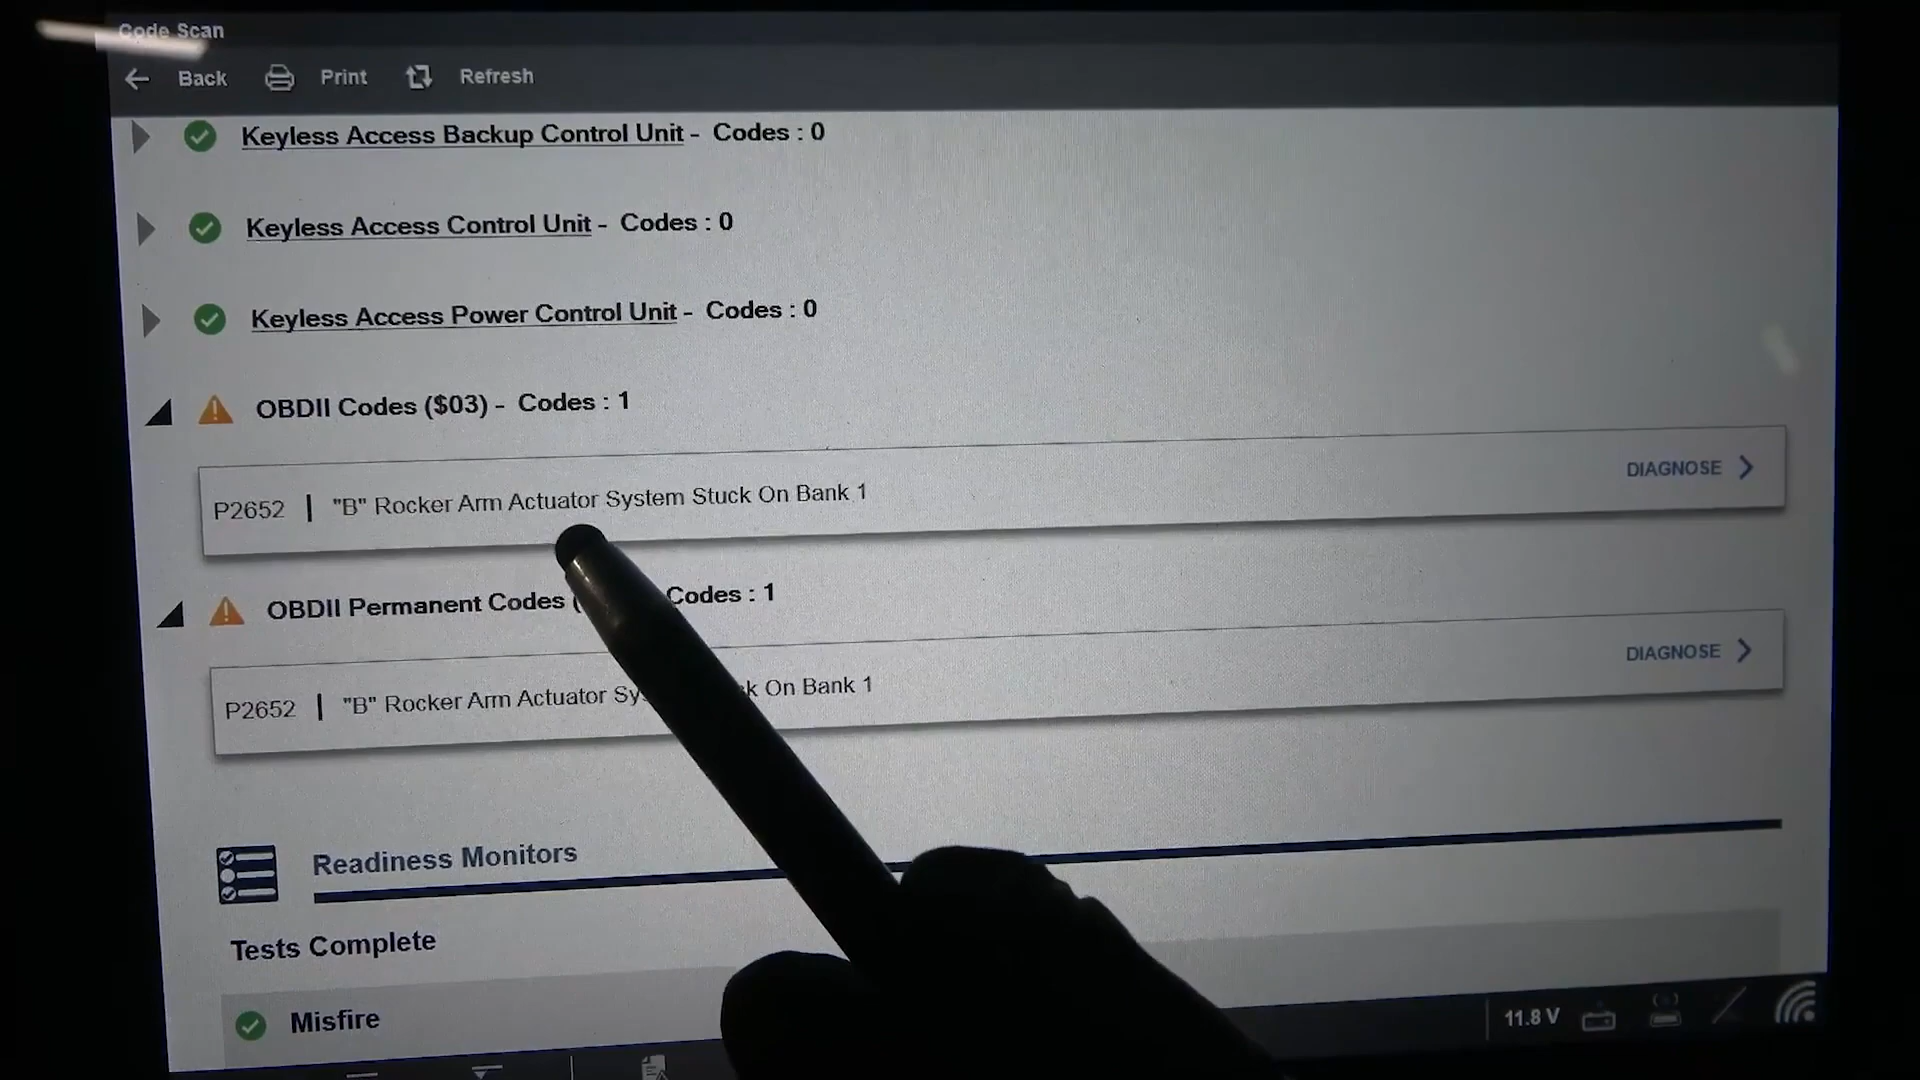 Code Scan
Back Print Refresh
Keyless Access Backup Control Unit - Codes : 0
Keyless Access Control Unit - Codes : 0
Keyless Access Power Control Unit - Codes : 0
OBDII Codes ($03) - Codes : 1
P2652 | "B" Rocker Arm Actuator System Stuck On Bank 1 DIAGNOSE
OBDII Permanent Codes ( Codes : 1
P2652 | "B" Rocker Arm Actuator Sy k On Bank 1 DIAGNOSE
Readiness Monitors
Tests Complete
Misfire
11.8 V